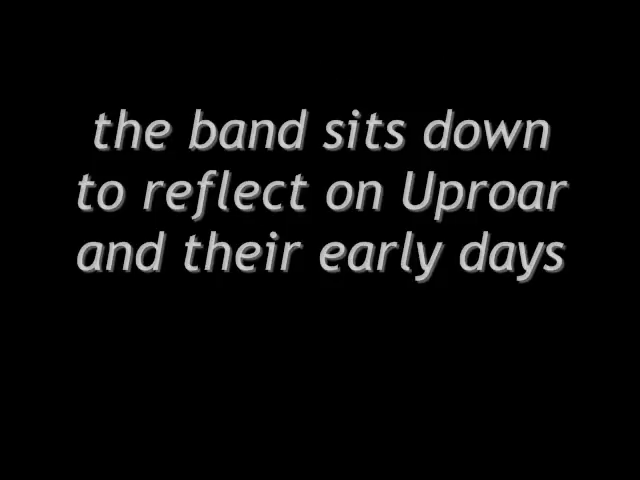 the band sits down
to reflect on Uproar
and their early days